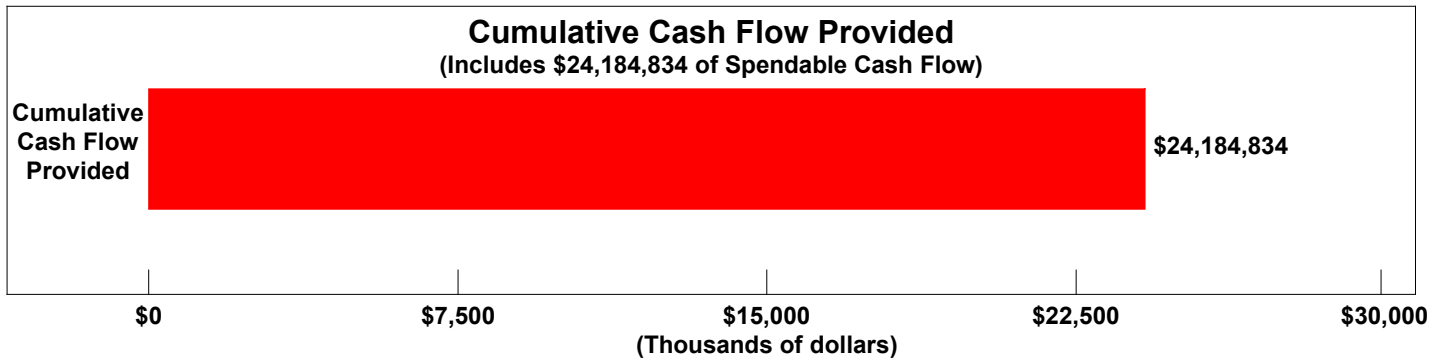 Cumulative Cash Flow Provided
(Includes $24,184,834 of Spendable Cash Flow)
Cumulative
Cash Flow
Provided
$24,184,834
$0 $7,500 $15,000 $22,500 $30,000
(Thousands of dollars)